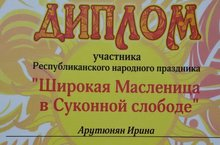 ДИПЛОМ
участника
Республиканского народного праздника
"Широкая Масленица
в Суконной слободе"
Арутюнян Ирина